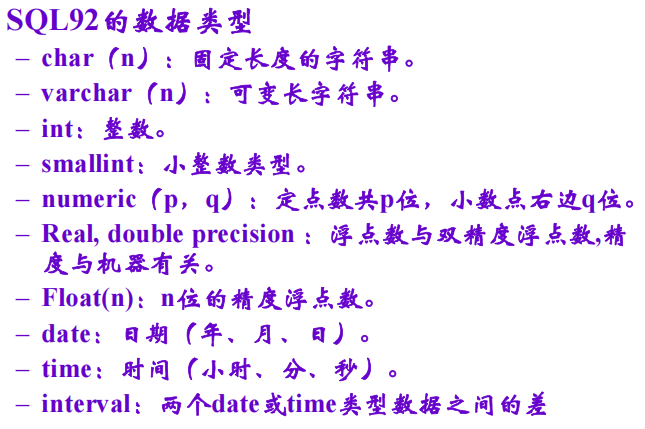 SQL92的数据类型
– char（n）：固定长度的字符串。
– varchar（n）：可变长字符串。
– int：整数。
– smallint：小整数类型。
– numeric（p，q）：定点数共p位，小数点右边q位。
– Real, double precision ：浮点数与双精度浮点数,精
度与机器有关。
– Float(n)：n位的精度浮点数。
– date：日期（年、月、日）。
– time：时间（小时、分、秒）。
– interval：两个date或time类型数据之间的差